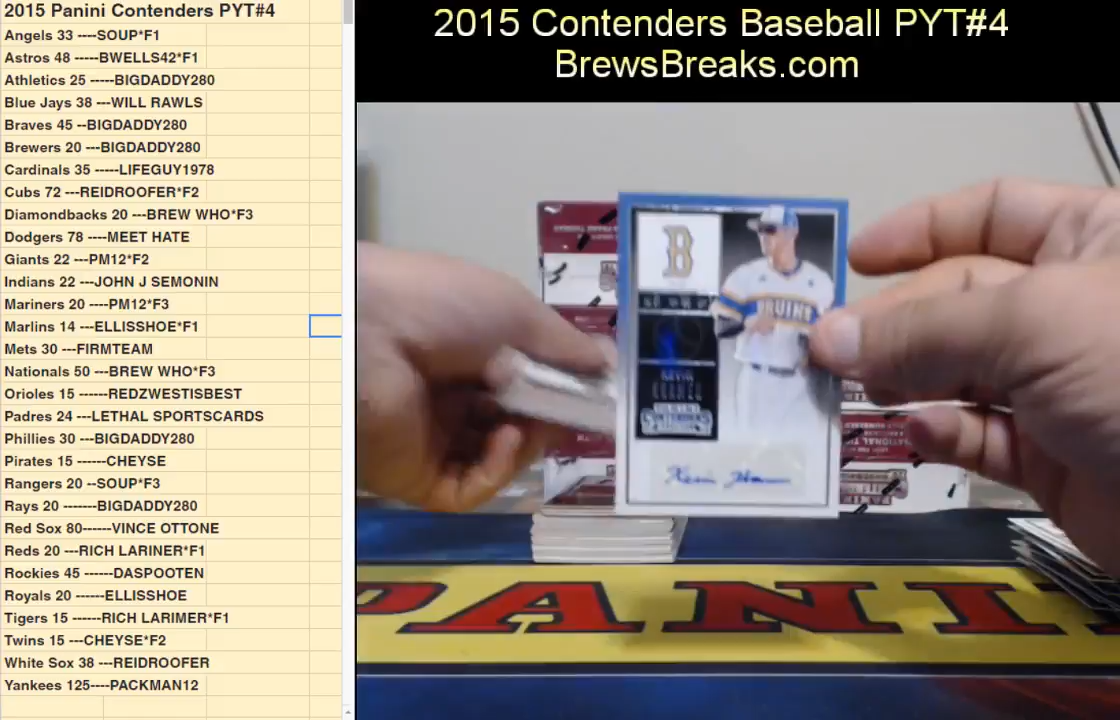 2015 Panini Contenders PYT#4
Angels 33 ----SOUP*F1
Astros 48 -----BWELLS42*F1
Athletics 25 -----BIGDADDY280
Blue Jays 38 ---WILL RAWLS
Braves 45 --BIGDADDY280
Brewers 20 ---BIGDADDY280
Cardinals 35 -----LIFEGUY1978
Cubs 72 ---REIDROOFER*F2
Diamondbacks 20 ---BREW WHO*F3
Dodgers 78 ----MEET HATE
Giants 22 ---PM12*F2
Indians 22 ----JOHN J SEMONIN
Mariners 20 ----PM12*F3
Marlins 14 ---ELLISSHOE*F1
Mets 30 ---FIRMTEAM
Nationals 50 ---BREW WHO*F3
Orioles 15 ----REDZWESTISBEST
Padres 24 ---LETHAL SPORTSCARDS
Phillies 30 ---BIGDADDY280
Pirates 15 ------CHEYSE
Rangers 20 --SOUP*F3
Rays 20 -------BIGDADDY280
Red Sox 80------VINCE OTTONE
Reds 20 ---RICH LARINER*F1
Rockies 45 ------DASPOOTEN
Royals 20 ------ELLISSHOE
Tigers 15 ------RICH LARIMER*F1
Twins 15 ---CHEYSE*F2
White Sox 38 ---REIDROOFER
Yankees 125----PACKMAN12
2015 Contenders Baseball PYT#4
BrewsBreaks.com
B
BRUINS
KEVIN
PANINI